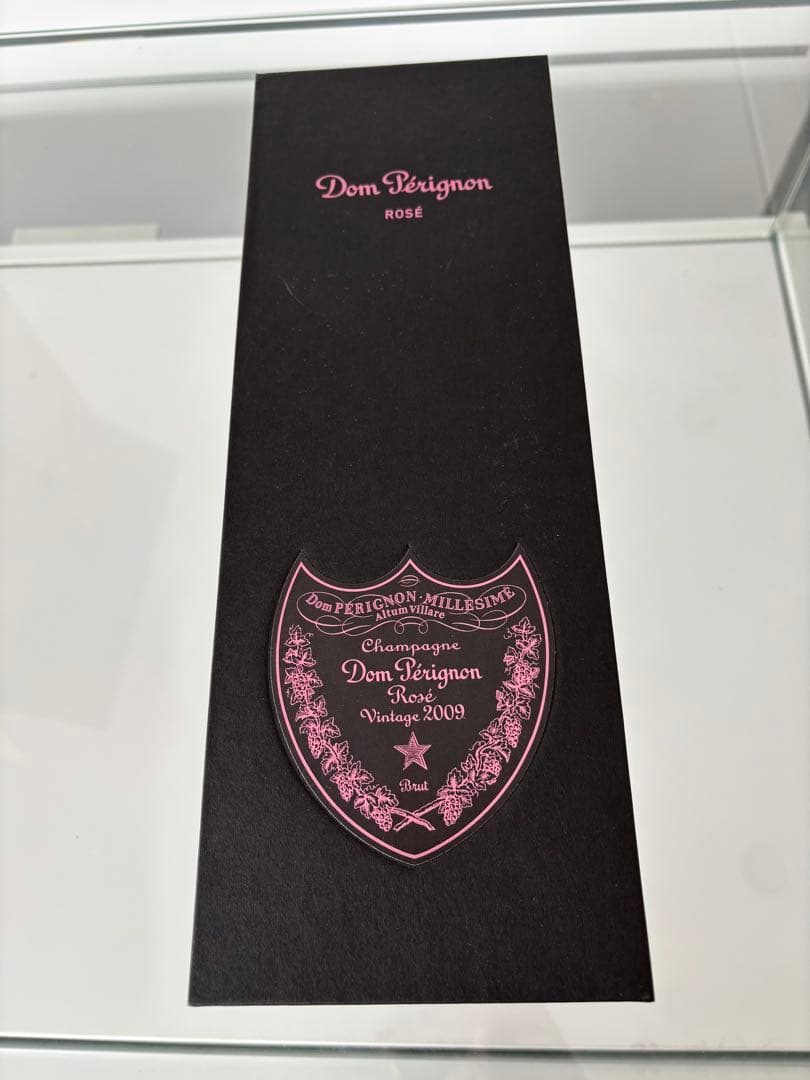 Dom Pérignon
ROSÉ
Dom PÉRIGNON · MILLÉSIMÉ
Altum Villare
Champagne
Dom Pérignon
Rosé
Vintage 2009
Brut